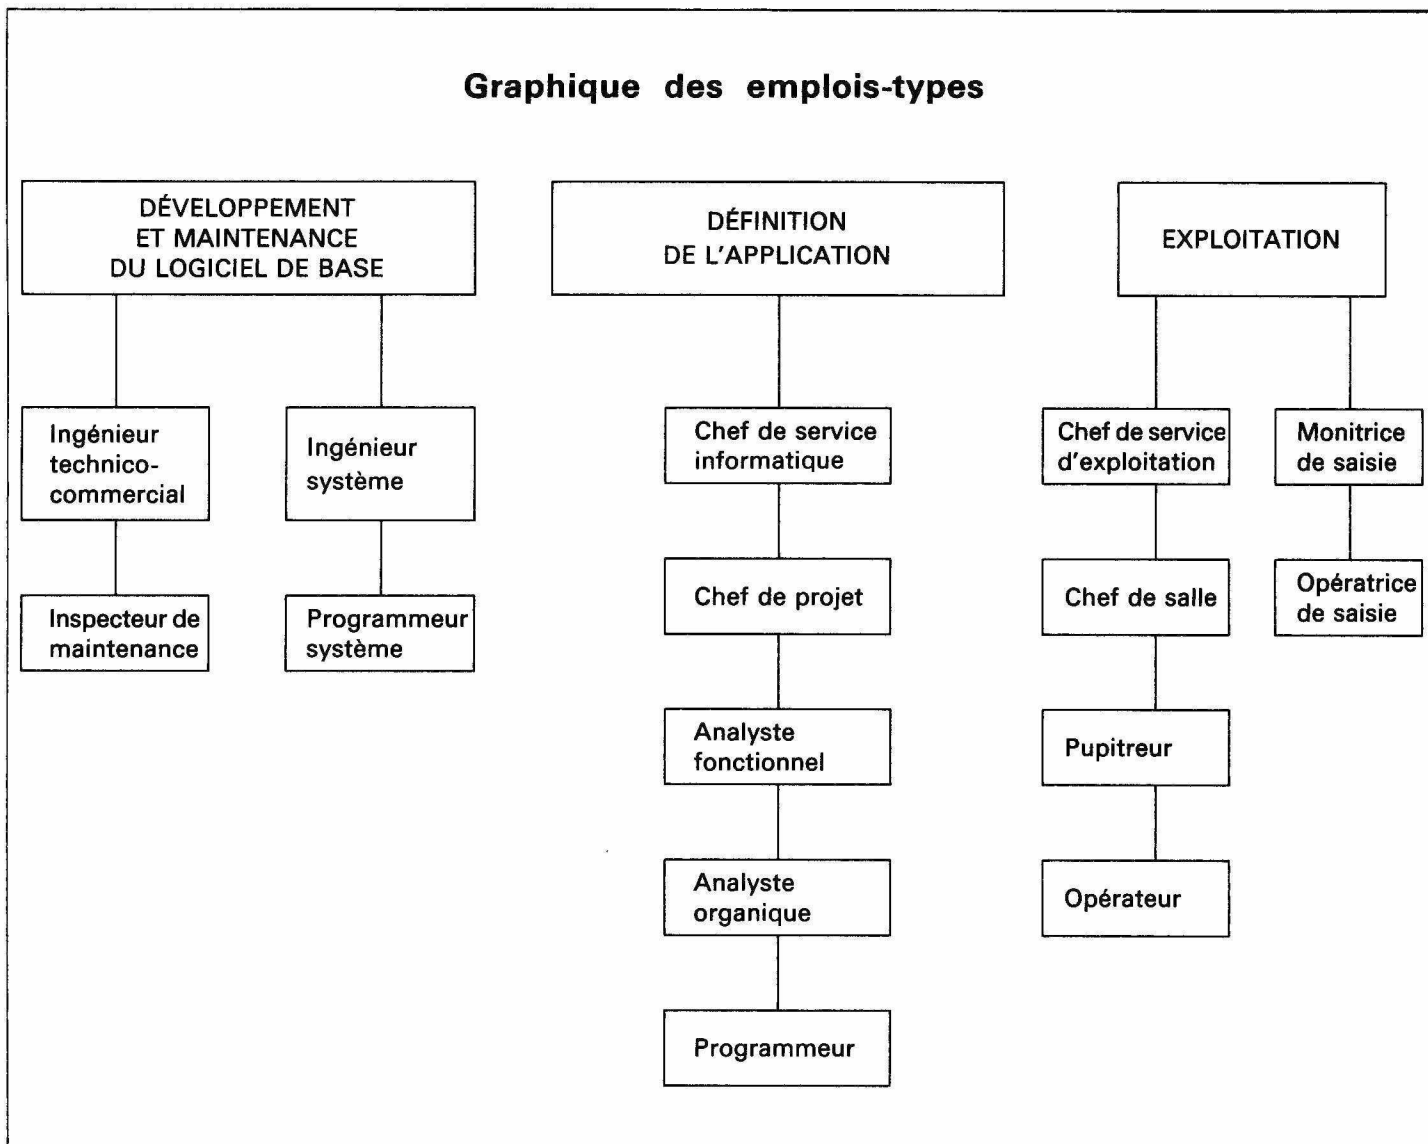 Graphique des emplois-types
DÉVELOPPEMENT
ET MAINTENANCE
DU LOGICIEL DE BASE
Ingénieur
technico-
commercial
Inspecteur de
maintenance
Ingénieur
système
Programmeur
système
DÉFINITION
DE L'APPLICATION
Chef de service
informatique
Chef de projet
Analyste
fonctionnel
Analyste
organique
Programmeur
EXPLOITATION
Chef de service
d'exploitation
Chef de salle
Pupitreur
Opérateur
Monitrice
de saisie
Opératrice
de saisie